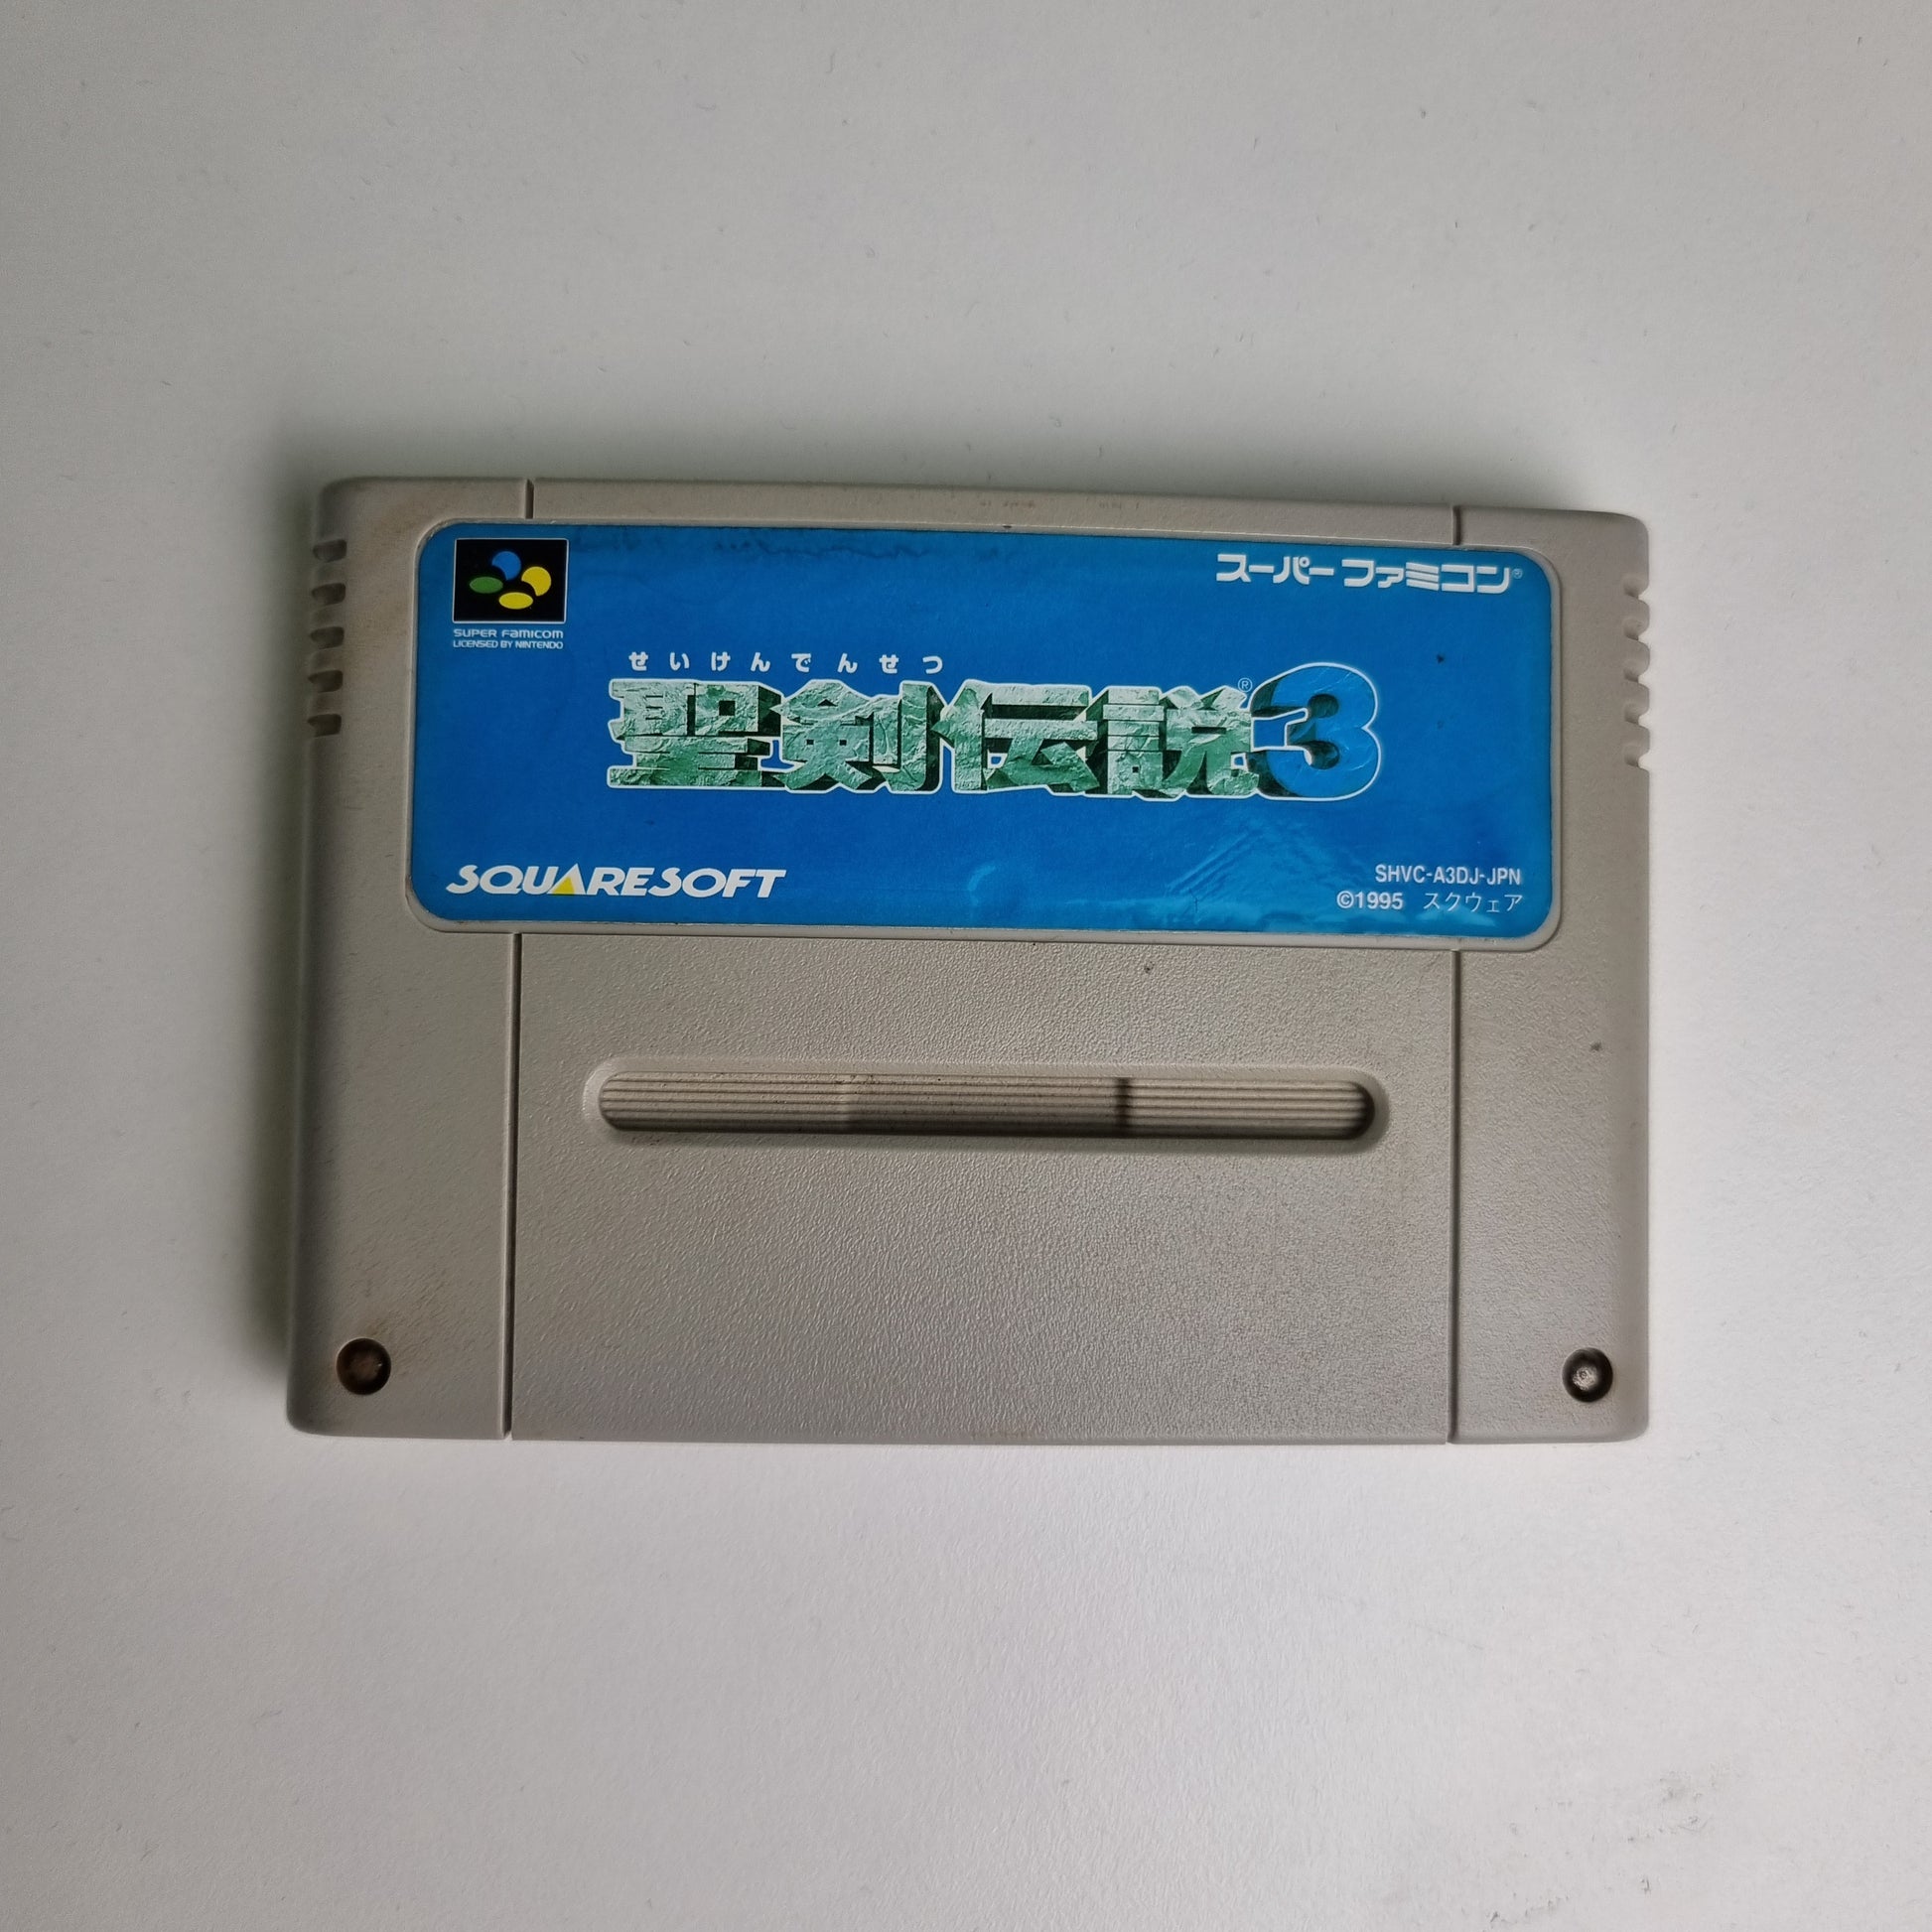 スーパーファミコン®
SUPER FAMICOM
LICENSED BY NINTENDO
せいけんでんせつ
聖剣伝説®3
SQUARESOFT
SHVC-A3DJ-JPN
©1995 スクウェア